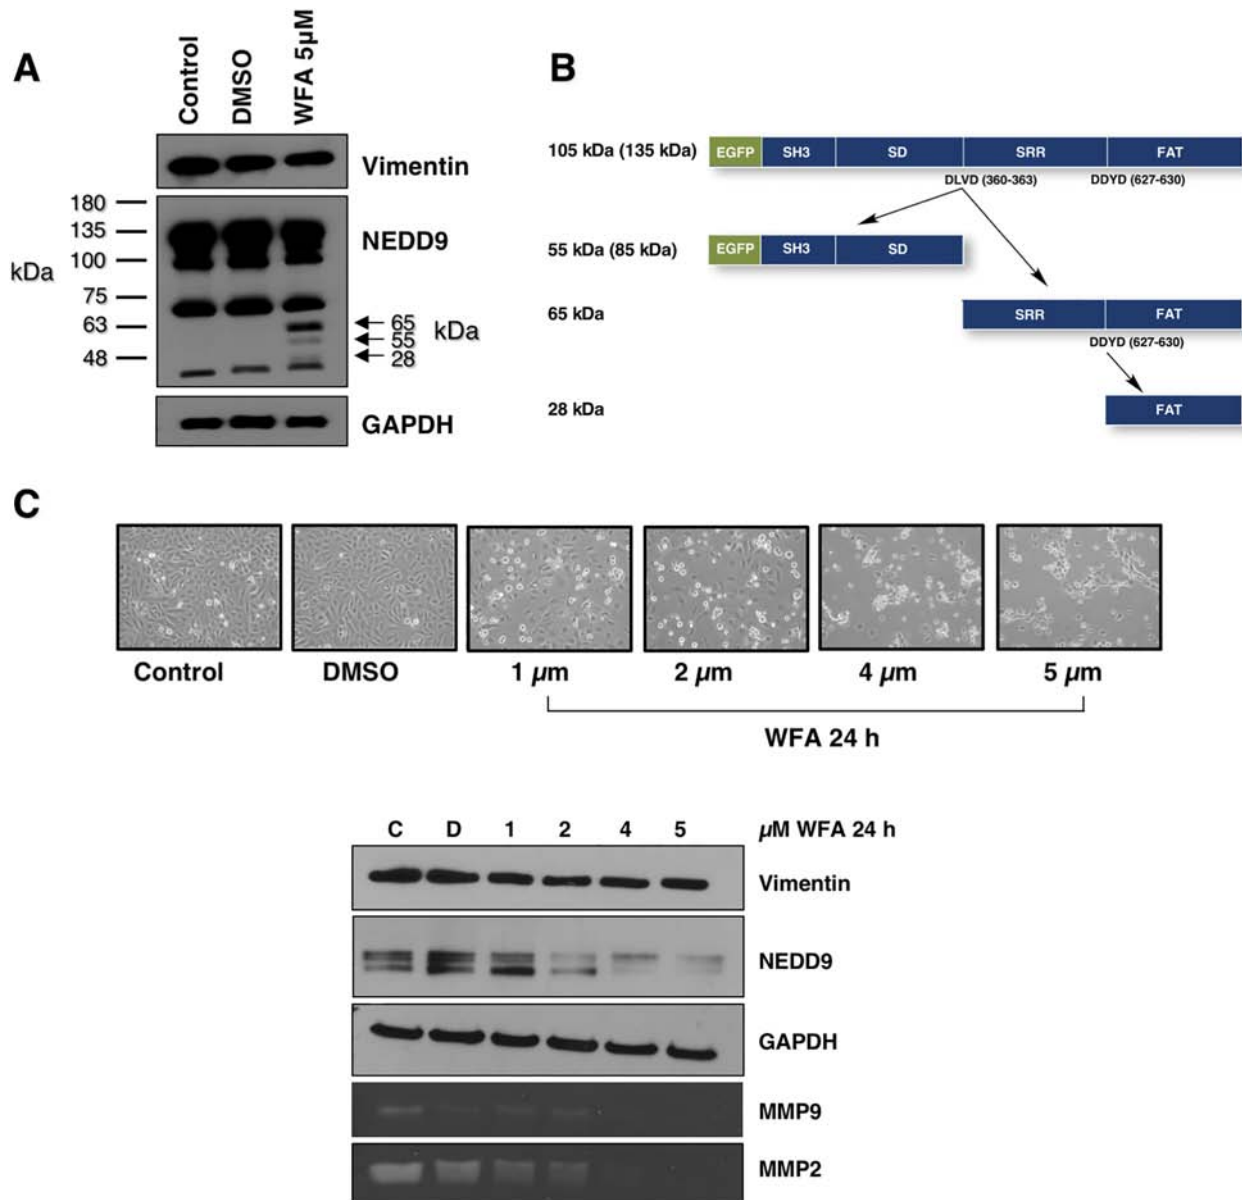 A
Control
DMSO
WFA 5µM
Vimentin
180
135
100
75
63
48
kDa
NEDD9
65
55
28
kDa
GAPDH
B
105 kDa (135 kDa)
EGFP SH3 SD SRR FAT
DLVD (360-363) DDYD (627-630)
55 kDa (85 kDa)
EGFP SH3 SD
65 kDa
SRR FAT
DDYD (627-630)
28 kDa
FAT
C
Control DMSO 1 µm 2 µm 4 µm 5 µm
WFA 24 h
C D 1 2 4 5 µM WFA 24 h
Vimentin
NEDD9
GAPDH
MMP9
MMP2